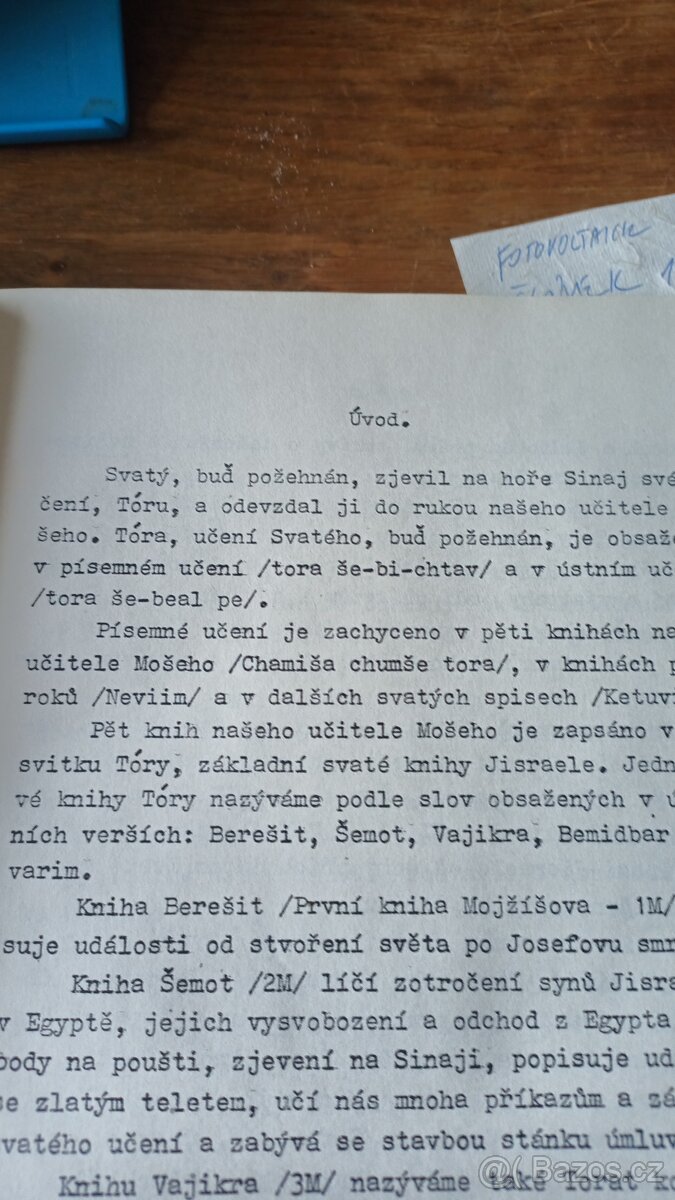 FOTOVOLTAICK
Úvod.
Svatý, buď požehnán, zjevil na hoře Sinaj své
čení, Tóru, a odevzdal ji do rukou našeho učitele
šeho. Tóra, učení Svatého, buď požehnán, je obsaže
v písemném učení /tora še-bi-chtav/ a v ústním uč
/tora še-beal pe/.
Písemné učení je zachyceno v pěti knihách na
učitele Mošeho /Chamiša chumše tora/, v knihách p
roků /Neviim/ a v dalších svatých spisech /Ketuvi
Pět knih našeho učitele Mošeho je zapsáno v
svitku Tóry, základní svaté knihy Jisraele. Jedn
vé knihy Tóry nazýváme podle slov obsažených v ú
ních verších: Berešit, Šemot, Vajikra, Bemidbar
varim.
Kniha Berešit /První kniha Mojžíšova - 1M/
suje události od stvoření světa po Josefovu smr
Kniha Šemot /2M/ líčí zotročení synů Jisra
v Egyptě, jejich vysvobození a odchod z Egypta
body na poušti, zjevení na Sinaji, popisuje ud
se zlatým teletem, učí nás mnoha příkazům a zá
vatého učení a zabývá se stavbou stánku úmluv
Knihu Vajikra /3M/ nazýváme také Torat ko
@ Bazos.cz